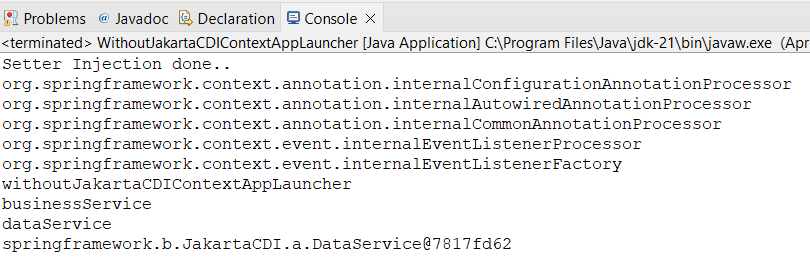 Problems @ Javadoc Declaration Console ×
<terminated> WithoutJakartaCDIContextAppLauncher [Java Application] C:\Program Files\Java\jdk-21\bin\javaw.exe (Apr
Setter Injection done..
org.springframework.context.annotation.internalConfigurationAnnotationProcessor
org.springframework.context.annotation.internalAutowiredAnnotationProcessor
org.springframework.context.annotation.internalCommonAnnotationProcessor
org.springframework.context.event.internalEventListenerProcessor
org.springframework.context.event.internalEventListenerFactory
withoutJakartaCDIContextAppLauncher
businessService
dataService
springframework.b.JakartaCDI.a.DataService@7817fd62